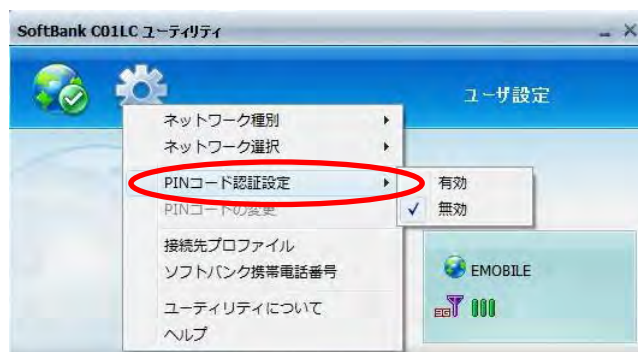 SoftBank C01LC ユーティリティ
ユーザ設定
ネットワーク種別
ネットワーク選択
PINコード認証設定
有効
PINコードの変更
無効
接続先プロファイル
ソフトバンク携帯電話番号
EMOBILE
3G
ユーティリティについて
ヘルプ